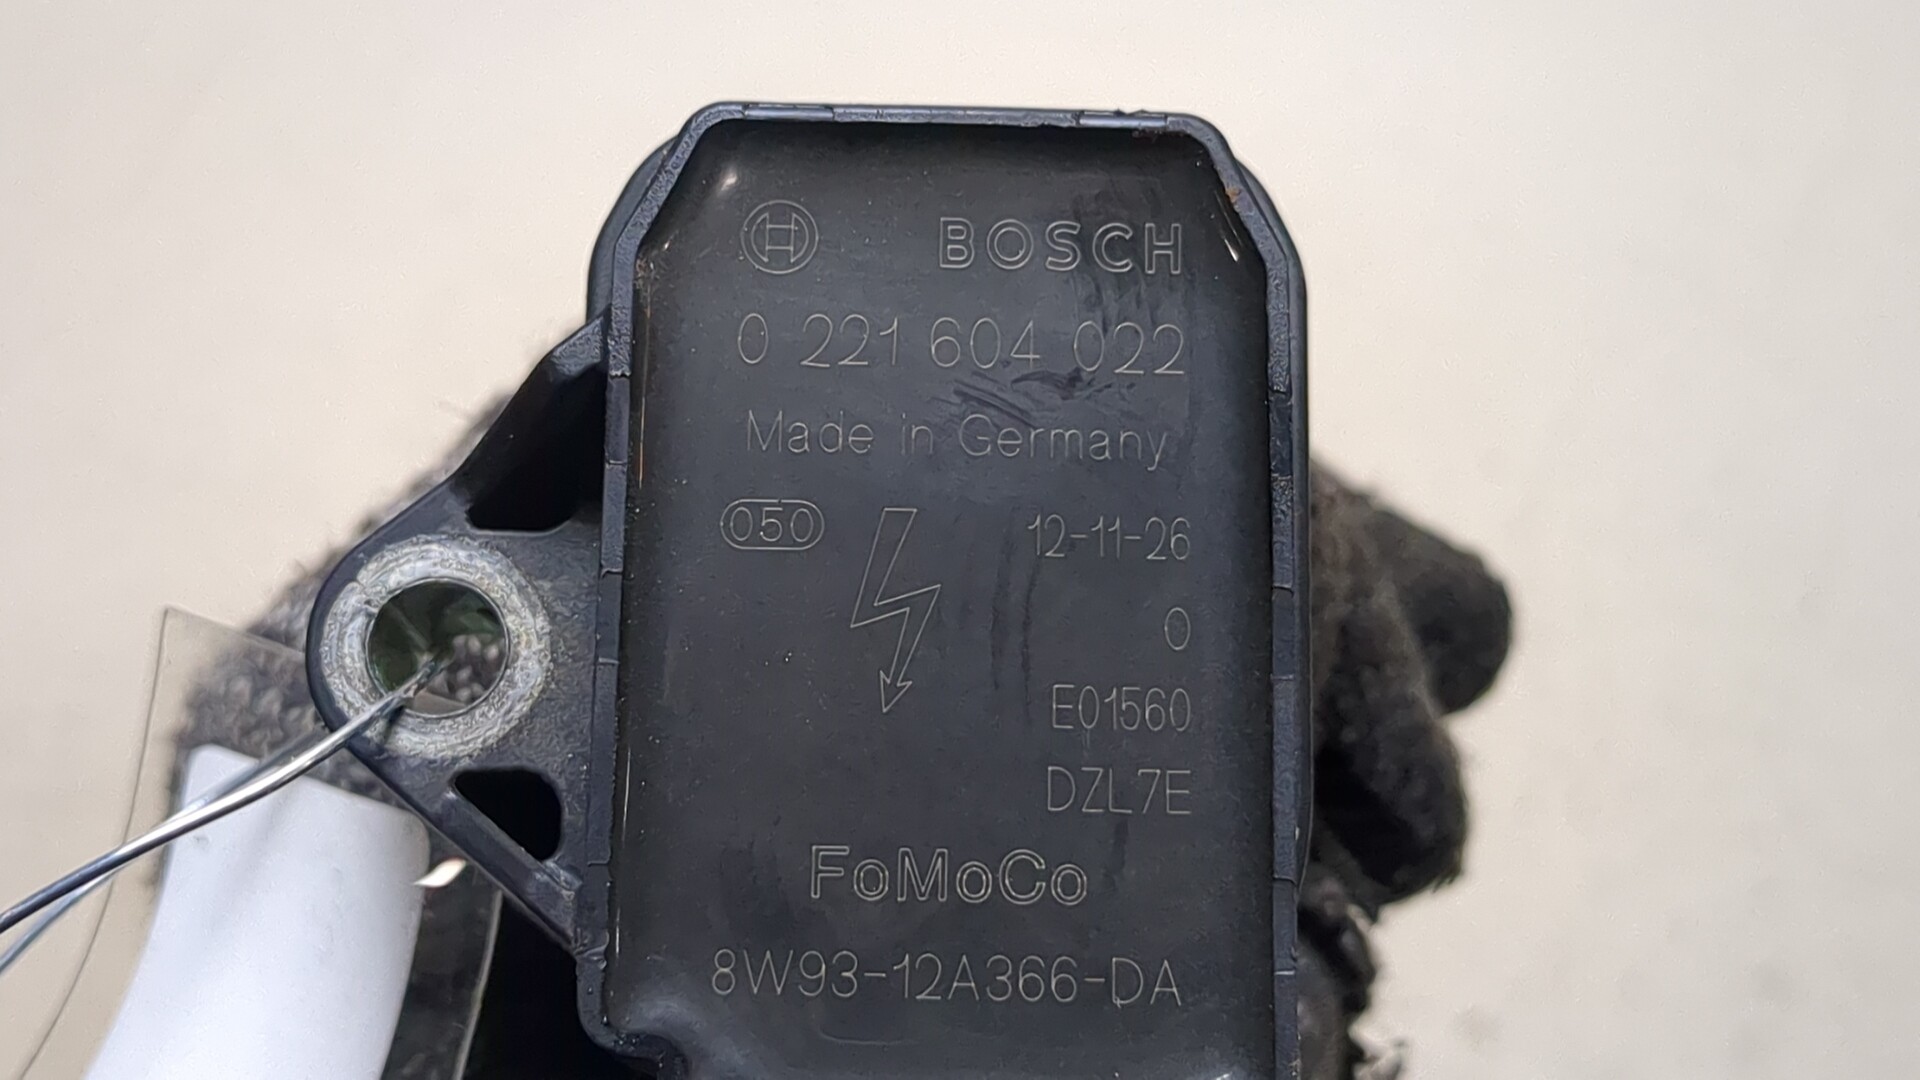 BOSCH
0 221 604 022
Made in Germany
050 12-11-26
0
E01560
DZL7E
FoMoCo
8W93-12A366-DA